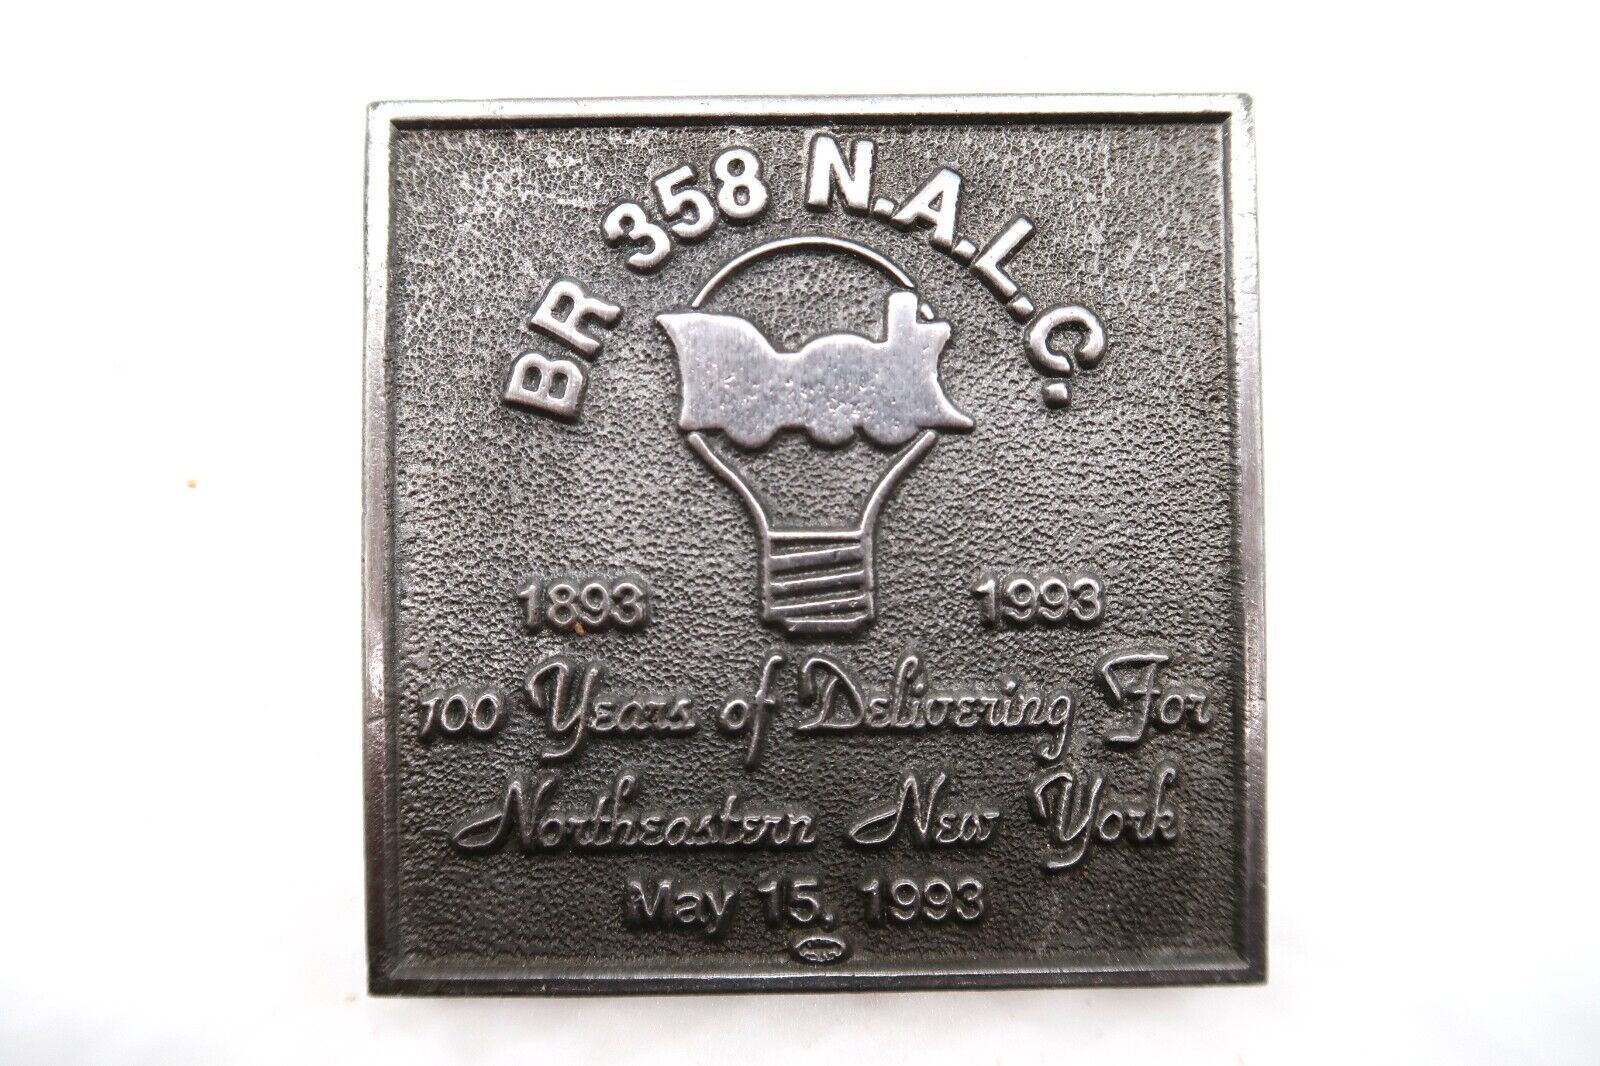 BR 358 N.A.L.C.
1893 1993
100 Years of Delivering For
Northeastern New York
May 15, 1993